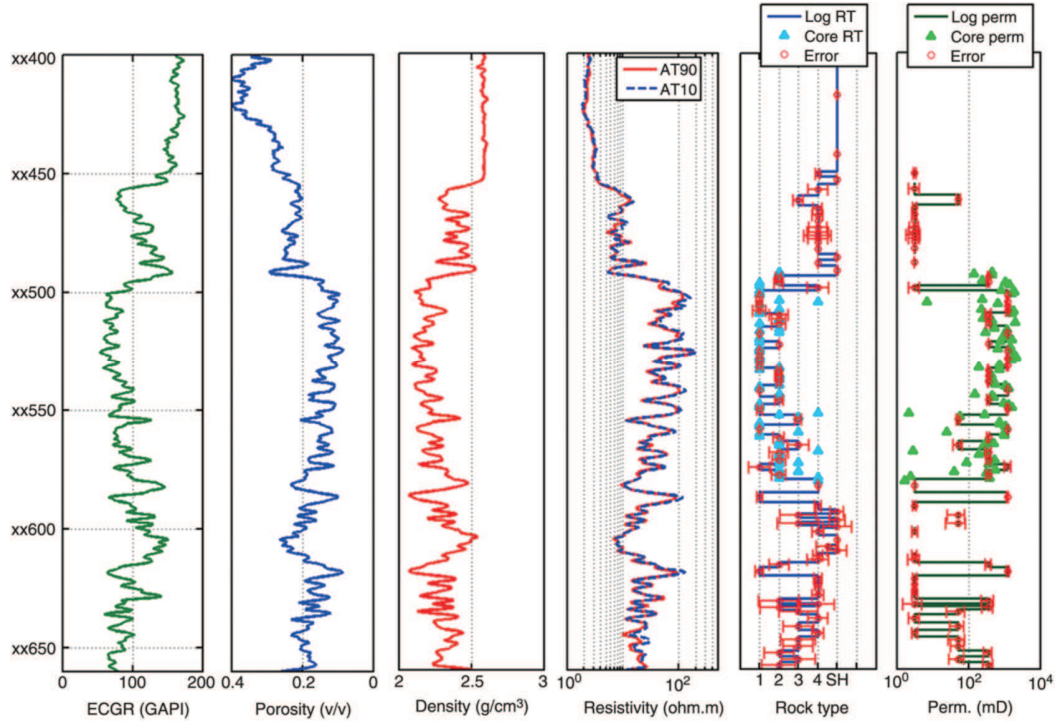 Log RT
Core RT
Error
Log perm
Core perm
Error
xx400
xx450
xx500
xx550
xx600
xx650
AT90
AT10
0 100 200
0.4 0.2 0
2 2.5 3
10⁰ 10²
1 2 3 4 SH
10⁰ 10² 10⁴
ECGR (GAPI)
Porosity (v/v)
Density (g/cm³)
Resistivity (ohm.m)
Rock type
Perm. (mD)